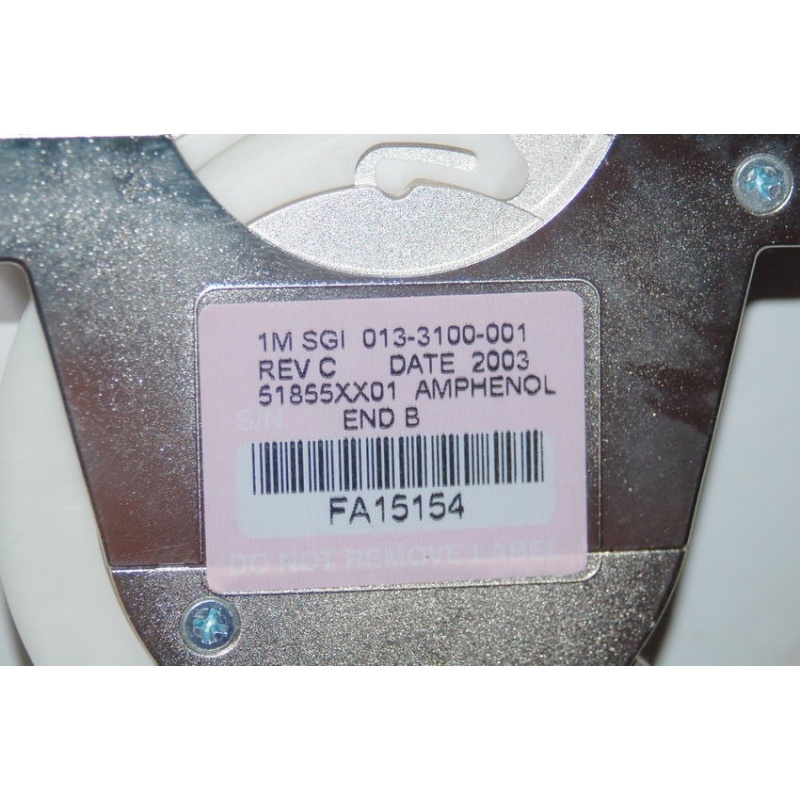 1M SGI 013-3100-001
REV C DATE 2003
51855XX01 AMPHENOL
S/N END B
FA15154
DO NOT REMOVE LABEL